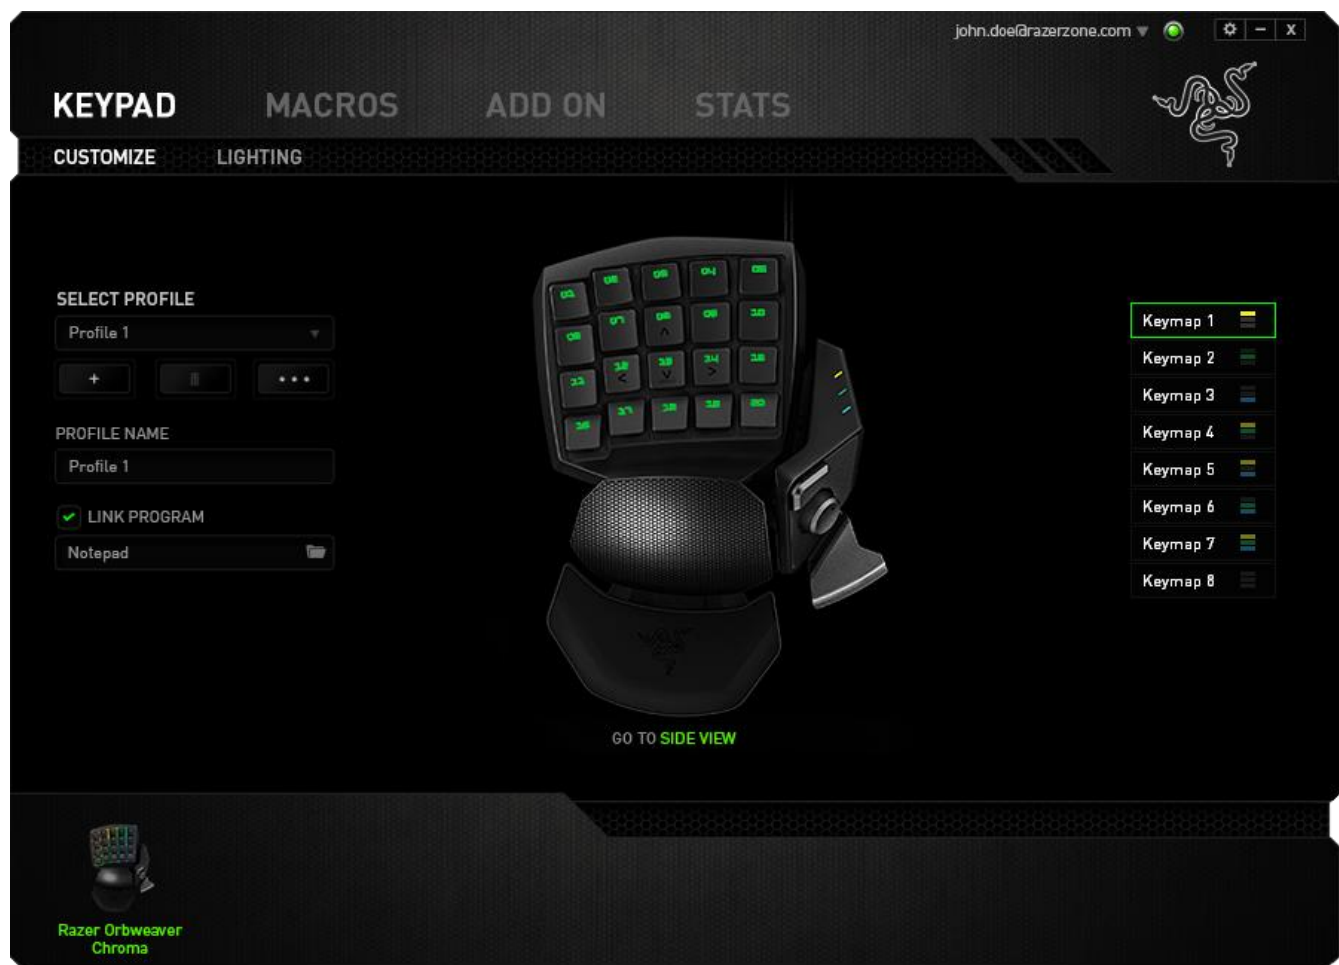 john.doe@razerzone.com
KEYPAD MACROS ADD ON STATS
CUSTOMIZE LIGHTING
SELECT PROFILE
Profile 1
PROFILE NAME
Profile 1
LINK PROGRAM
Notepad
Keymap 1
Keymap 2
Keymap 3
Keymap 4
Keymap 5
Keymap 6
Keymap 7
Keymap 8
GO TO SIDE VIEW
Razer Orbweaver
Chroma